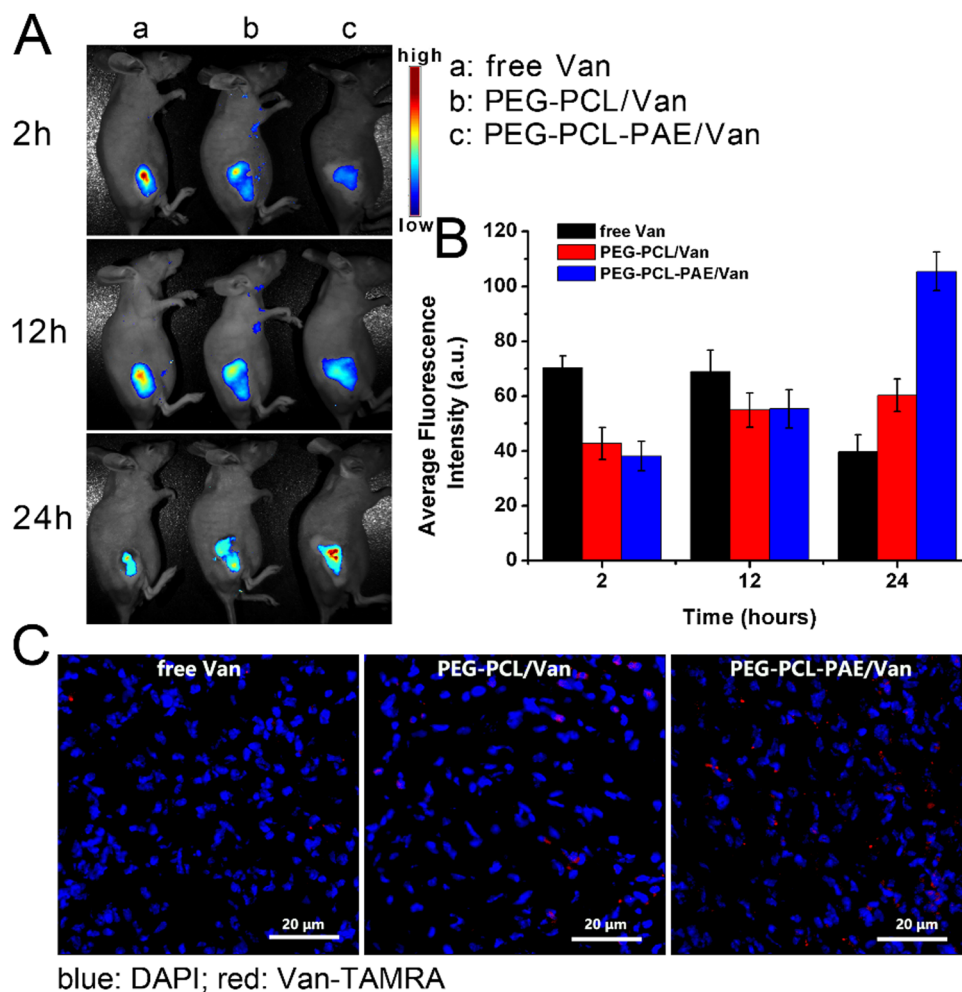 A
a
b
c
2h
12h
24h
high
low
a: free Van
b: PEG-PCL/Van
c: PEG-PCL-PAE/Van
B
free Van
PEG-PCL/Van
PEG-PCL-PAE/Van
Average Fluorescence
Intensity (a.u.)
120
100
80
60
40
20
0
2
12
24
Time (hours)
C
free Van
PEG-PCL/Van
PEG-PCL-PAE/Van
20 μm
20 μm
20 μm
blue: DAPI; red: Van-TAMRA